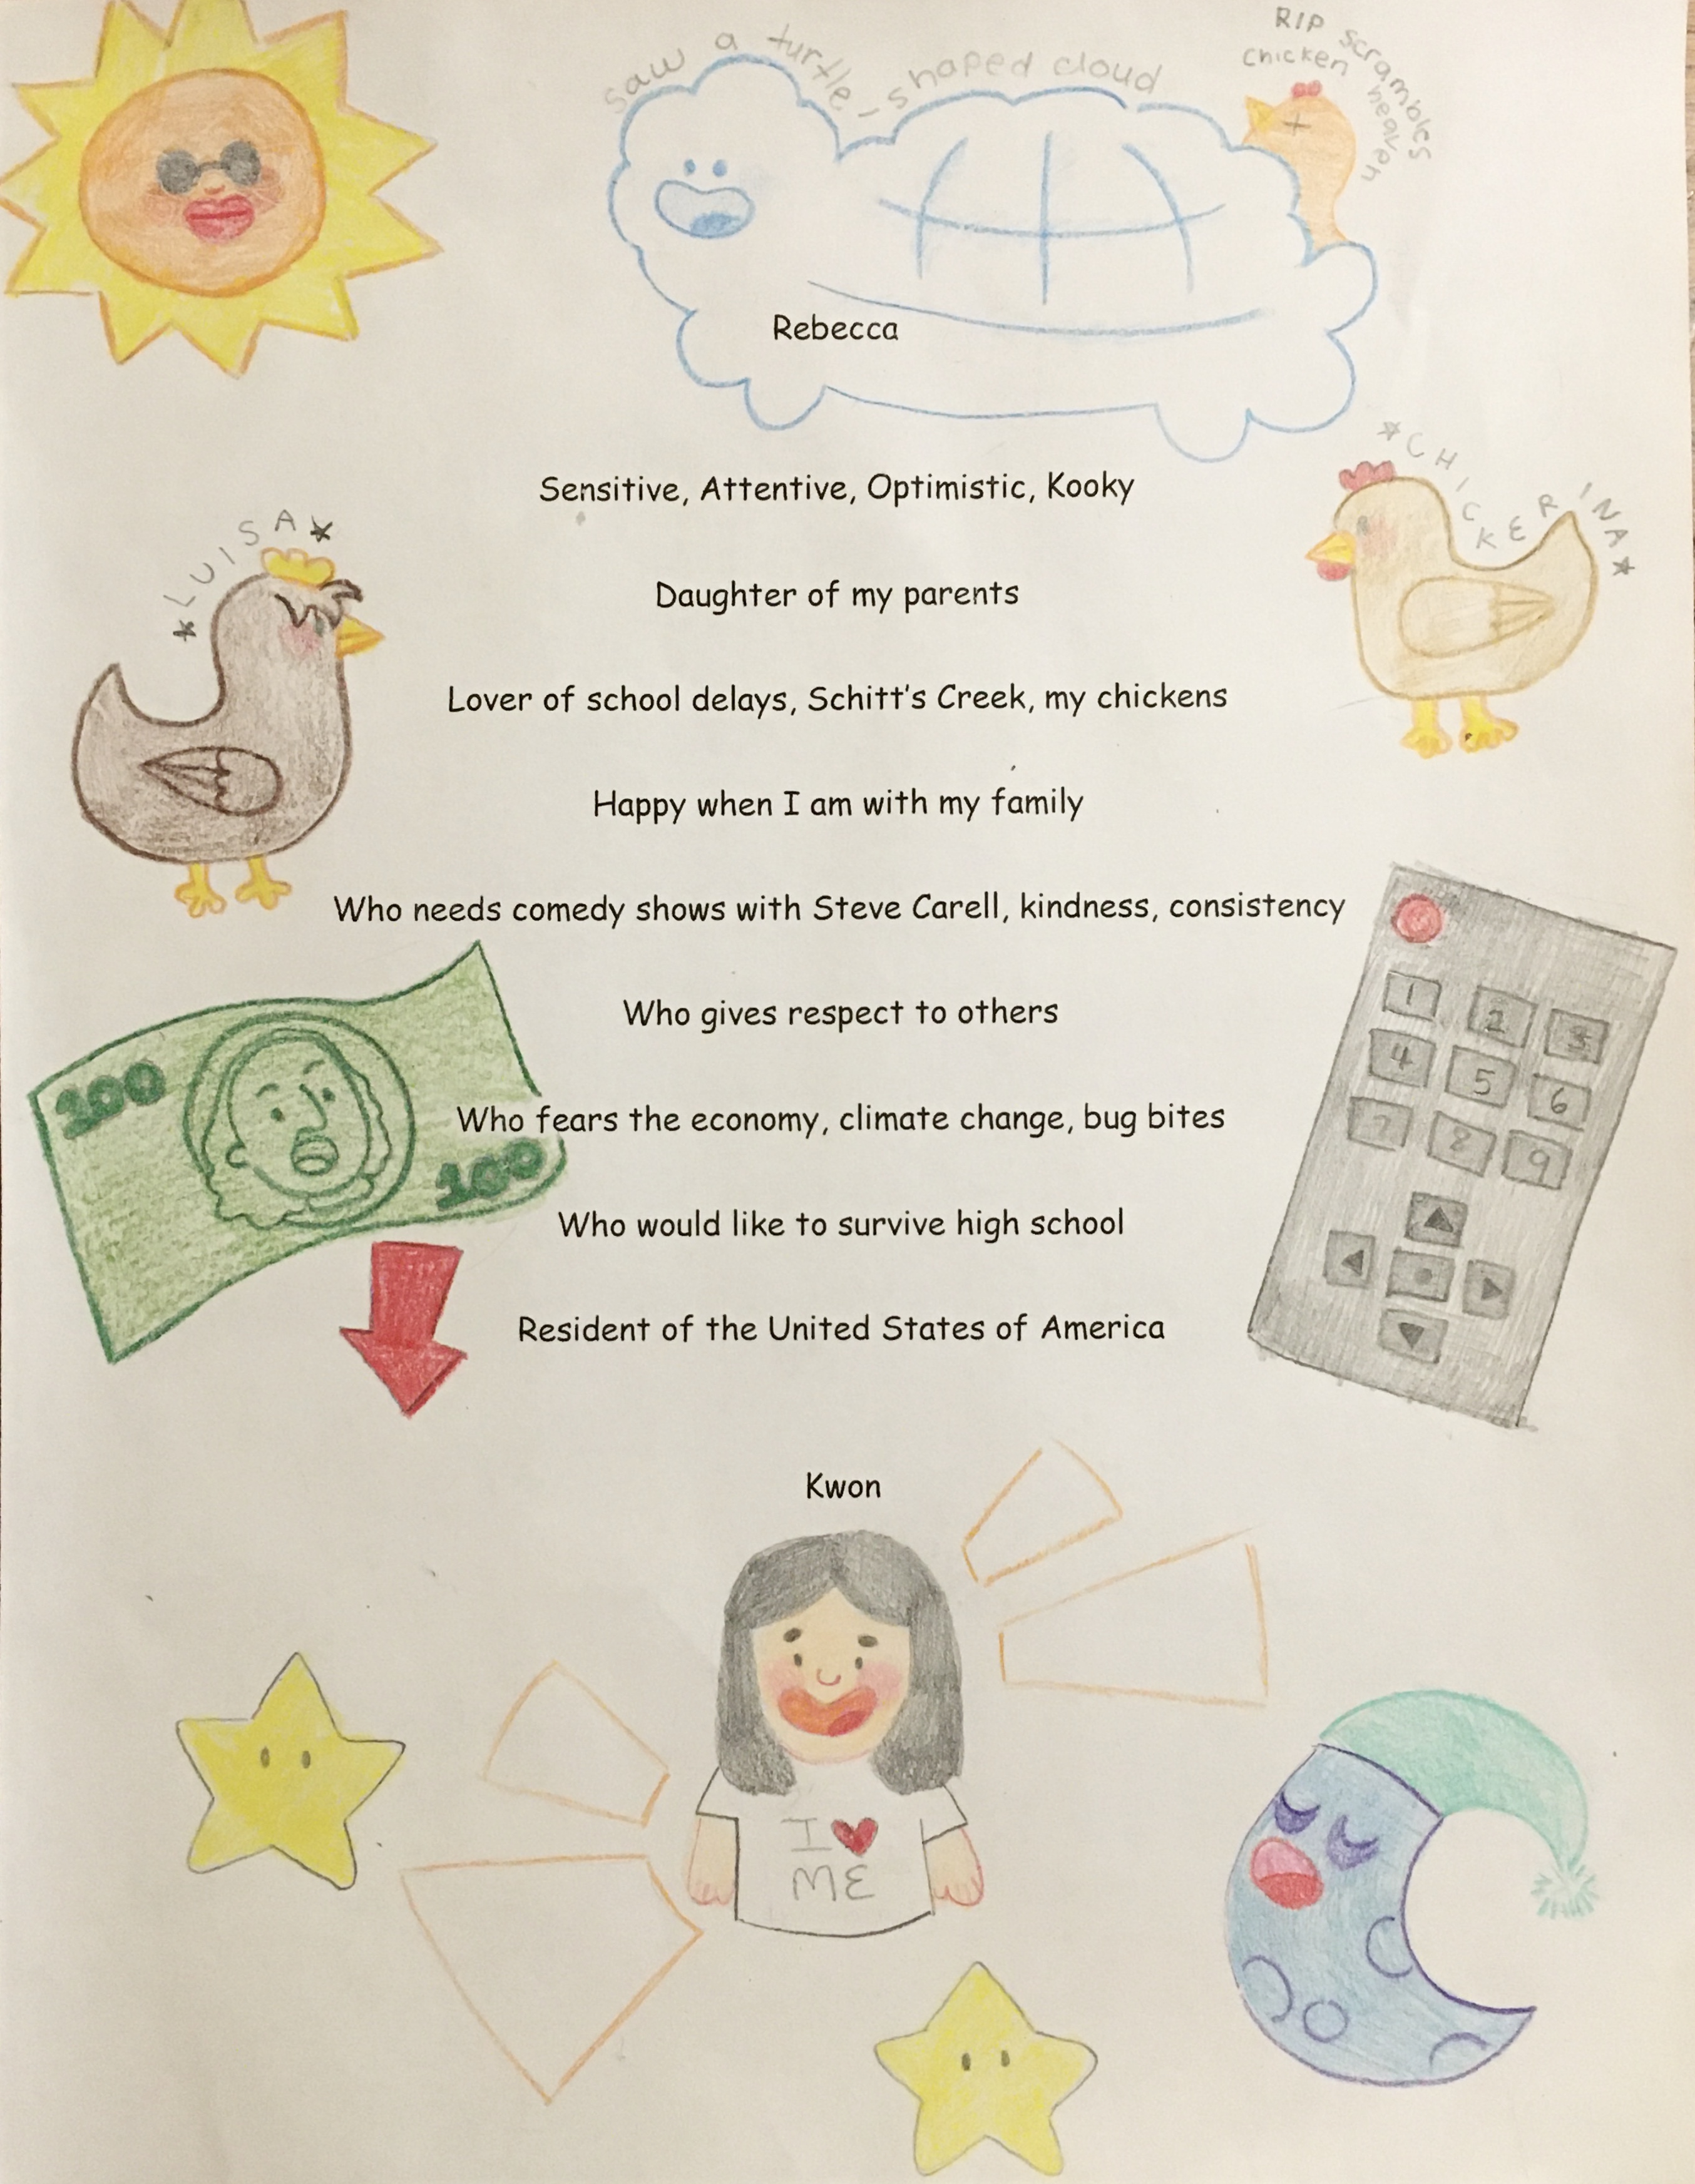 saw a turtle-shaped cloud
RIP scrambles
chicken heaven
Rebecca
Sensitive, Attentive, Optimistic, Kooky
*CHICKERINA*
*LUISA*
Daughter of my parents
Lover of school delays, Schitt's Creek, my chickens
Happy when I am with my family
Who needs comedy shows with Steve Carell, kindness, consistency
1 2 3
4 5 6
7 8 9
Who gives respect to others
100
Who fears the economy, climate change, bug bites
100
Who would like to survive high school
Resident of the United States of America
Kwon
I ♥
ME